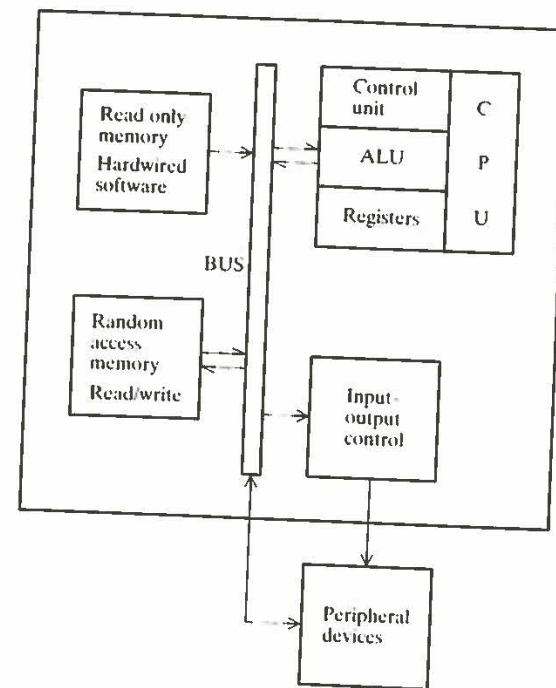 Read only
memory
Hardwired
software
Control
unit
ALU
Registers
C
P
U
BUS
Random
access
memory
Read/write
Input-
output
control
Peripheral
devices